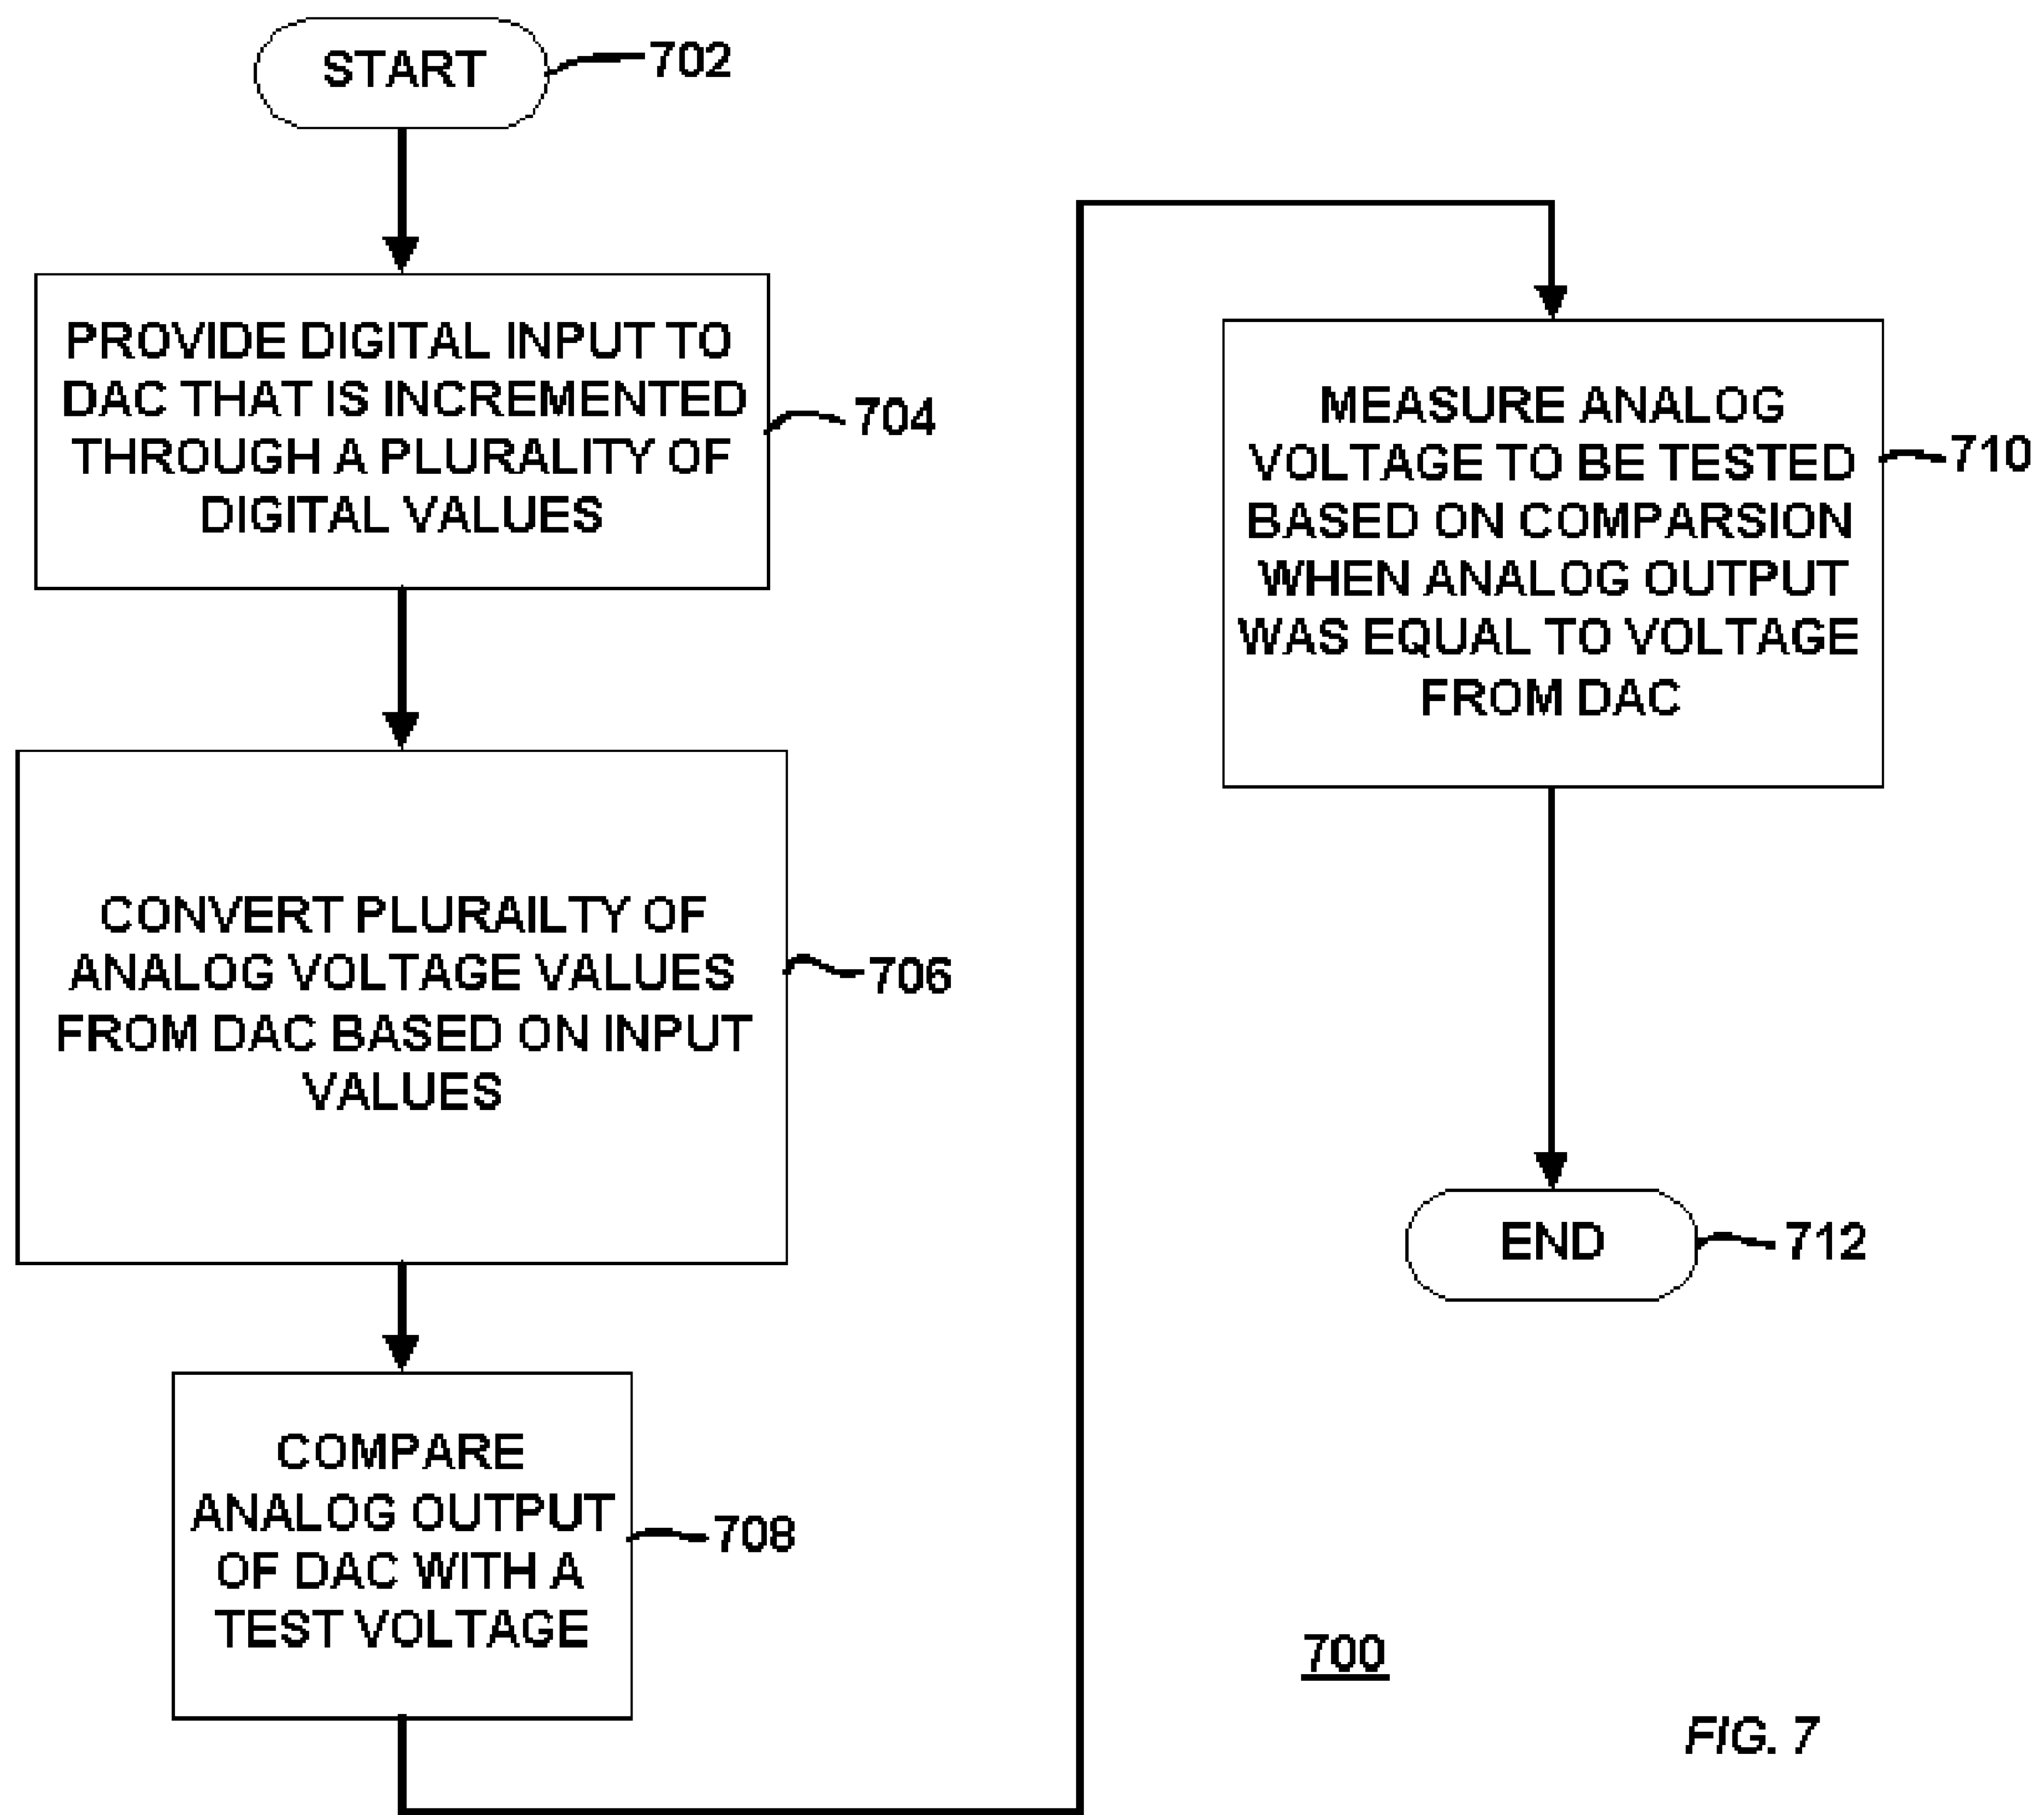 START
702
PROVIDE DIGITAL INPUT TO
DAC THAT IS INCREMENTED
THROUGH A PLURALITY OF
DIGITAL VALUES
704
CONVERT PLURAILTY OF
ANALOG VOLTAGE VALUES
FROM DAC BASED ON INPUT
VALUES
706
COMPARE
ANALOG OUTPUT
OF DAC WITH A
TEST VOLTAGE
708
MEASURE ANALOG
VOLTAGE TO BE TESTED
BASED ON COMPARSION
WHEN ANALOG OUTPUT
WAS EQUAL TO VOLTAGE
FROM DAC
710
END
712
700
FIG. 7